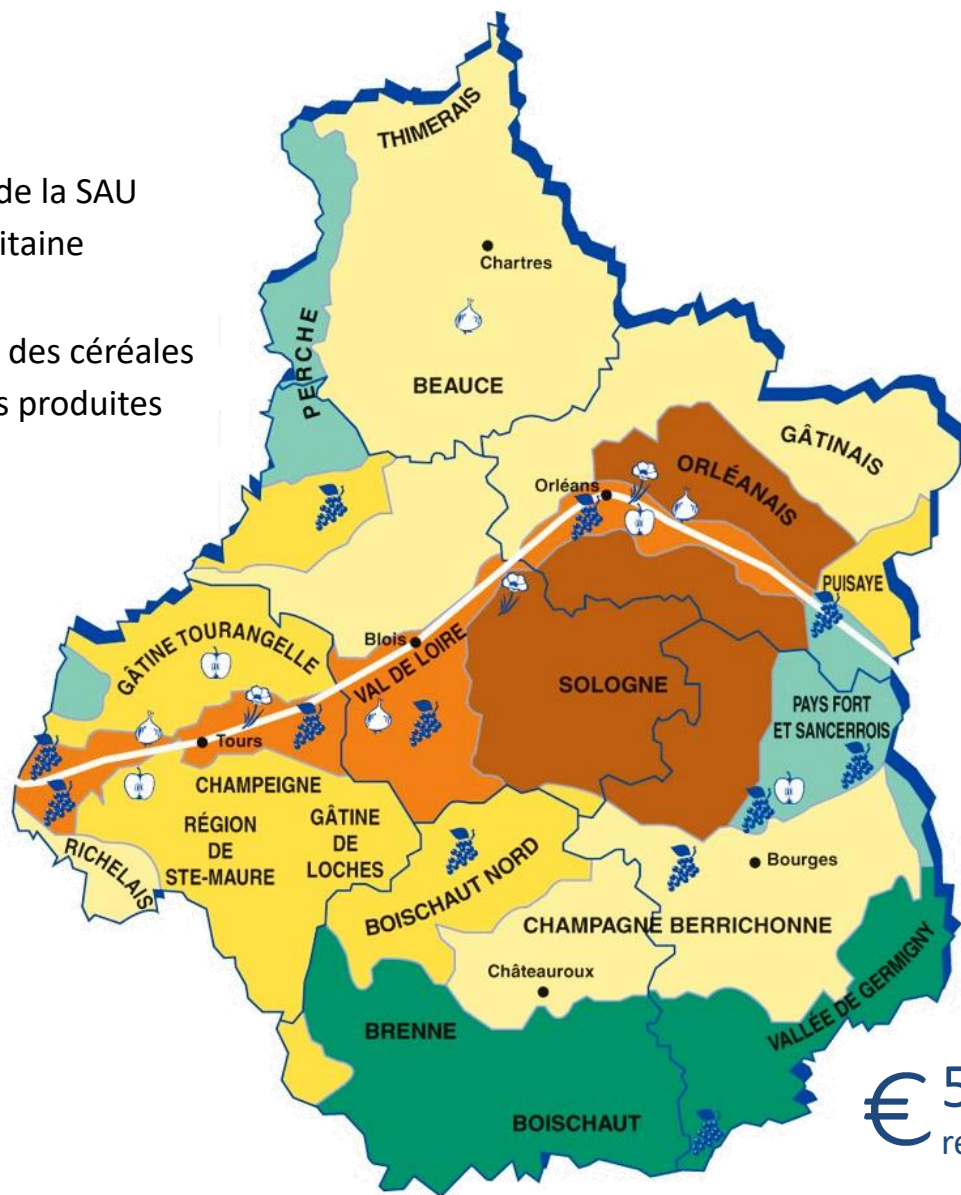 THIMERAIS
de la SAU
itaine
Chartres
PERCHE
des céréales
BEAUCE
s produites
GÂTINAIS
ORLÉANAIS
Orléans
PUISAYE
Blois
GÂTINE TOURANGELLE
VAL DE LOIRE
SOLOGNE
PAYS FORT
ET SANCERROIS
Tours
CHAMPEIGNE
RÉGION
DE
STE-MAURE
GÂTINE
DE
LOCHES
RICHELAIS
BOISCHAUT NORD
Bourges
CHAMPAGNE BERRICHONNE
Châteauroux
VALLÉE DE GERMIGNY
BRENNE
BOISCHAUT
€ 5
re